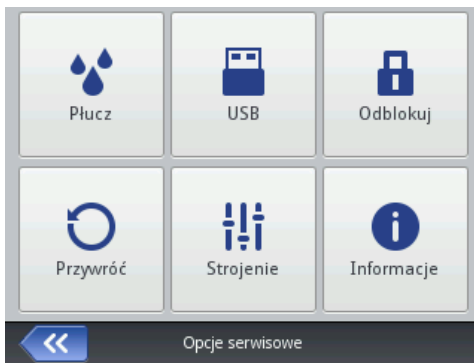 Płucz
USB
Odblokuj
Przywróć
Strojenie
Informacje
Opcje serwisowe